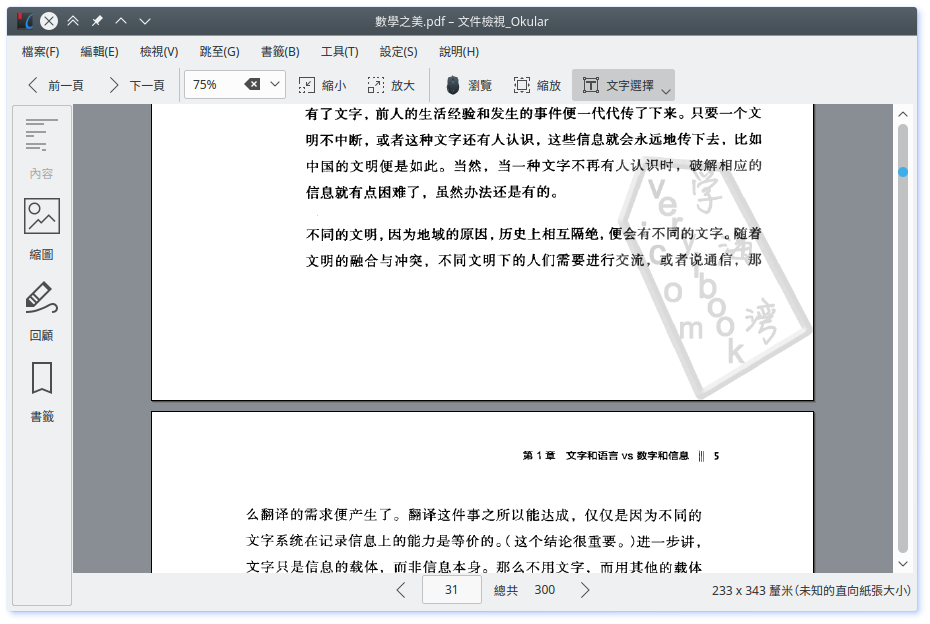 數學之美.pdf – 文件檢視_Okular
檔案(F) 編輯(E) 檢視(V) 跳至(G) 書籤(B) 工具(T) 設定(S) 說明(H)
前一頁 下一頁 75% 縮小 放大 瀏覽 縮放 文字選擇
內容
縮圖
回顧
書籤
有了文字，前人的生活经验和发生的事件便一代代传了下来。只要一个文
明不中断，或者这种文字还有人认识，这些信息就会永远地传下去，比如
中国的文明便是如此。当然，当一种文字不再有人认识时，破解相应的
信息就有点困难了，虽然办法还是有的。
不同的文明，因为地域的原因，历史上相互隔绝，便会有不同的文字。随着
文明的融合与冲突，不同文明下的人们需要进行交流，或者说通信，那
学海湾
verybook.com
第 1 章 文字和语言 vs 数字和信息 ||| 5
么翻译的需求便产生了。翻译这件事之所以能达成，仅仅是因为不同的
文字系统在记录信息上的能力是等价的。（这个结论很重要。）进一步讲，
文字只是信息的载体，而非信息本身。那么不用文字，而用其他的载体
31 總共 300
233 x 343 釐米(未知的直向紙張大小)